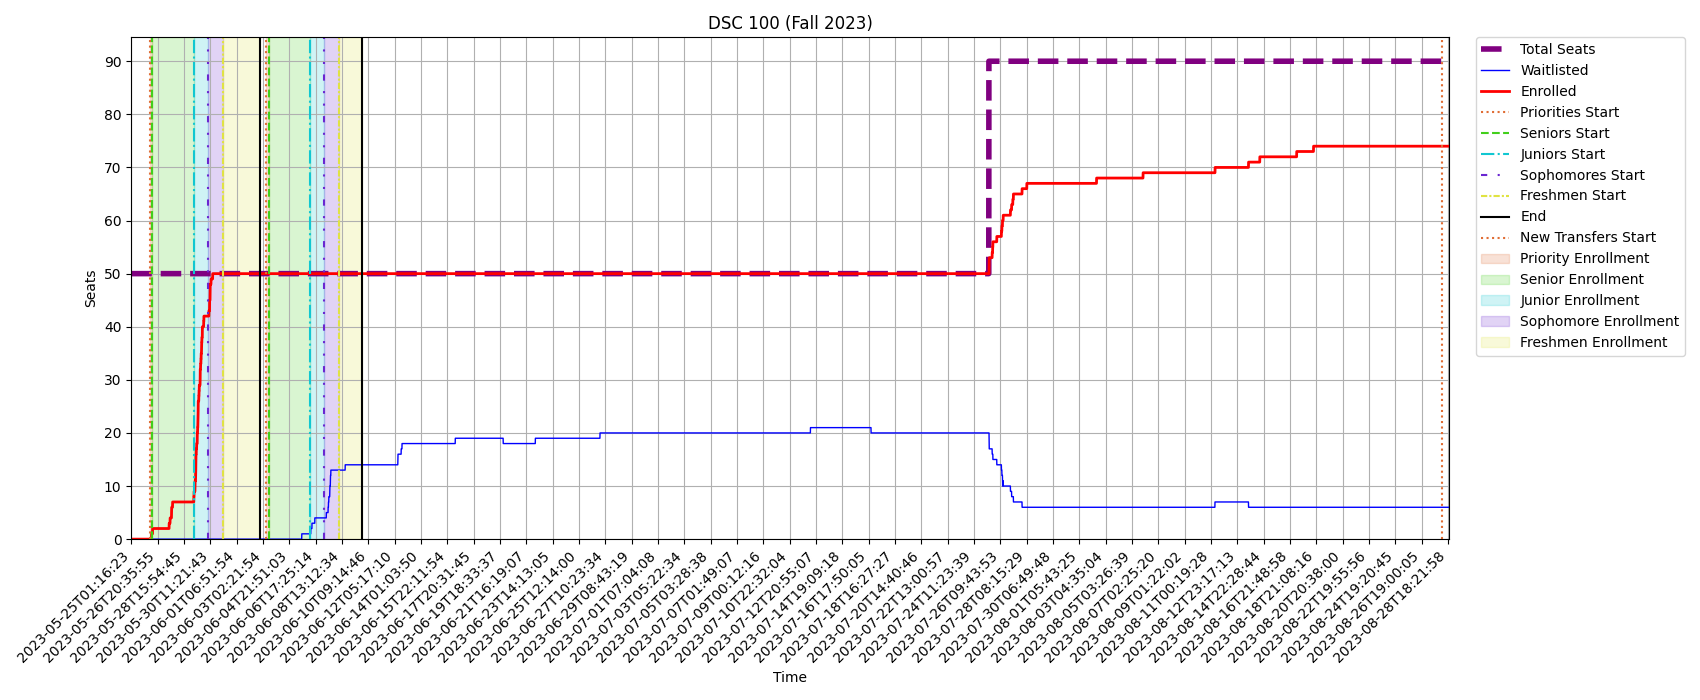 DSC 100 (Fall 2023)
90
80
70
60
50
40
30
20
10
0
Seats
2023-05-25T01:16:23
2023-05-26T20:35:55
2023-05-28T15:54:45
2023-05-30T11:21:43
2023-06-01T06:51:54
2023-06-03T02:21:54
2023-06-04T21:51:03
2023-06-06T17:25:14
2023-06-08T13:12:34
2023-06-10T09:14:46
2023-06-12T05:17:10
2023-06-14T01:03:50
2023-06-15T22:11:54
2023-06-17T20:31:45
2023-06-19T18:33:37
2023-06-21T16:19:07
2023-06-23T14:13:05
2023-06-25T12:14:00
2023-06-27T10:23:34
2023-06-29T08:43:19
2023-07-01T07:04:08
2023-07-03T05:22:34
2023-07-05T03:28:38
2023-07-07T01:49:07
2023-07-09T00:12:16
2023-07-10T22:32:04
2023-07-12T20:55:07
2023-07-14T19:09:18
2023-07-16T17:50:05
2023-07-18T16:27:27
2023-07-20T14:40:46
2023-07-22T13:00:57
2023-07-24T11:23:39
2023-07-26T09:43:53
2023-07-28T08:15:29
2023-07-30T06:49:48
2023-08-01T05:43:25
2023-08-03T04:35:04
2023-08-05T03:26:39
2023-08-07T02:25:20
2023-08-09T01:22:02
2023-08-11T00:19:28
2023-08-12T23:17:13
2023-08-14T22:28:44
2023-08-16T21:48:58
2023-08-18T21:08:16
2023-08-20T20:38:00
2023-08-22T19:55:56
2023-08-24T19:20:45
2023-08-26T19:00:05
2023-08-28T18:21:58
Time
Total Seats
Waitlisted
Enrolled
Priorities Start
Seniors Start
Juniors Start
Sophomores Start
Freshmen Start
End
New Transfers Start
Priority Enrollment
Senior Enrollment
Junior Enrollment
Sophomore Enrollment
Freshmen Enrollment